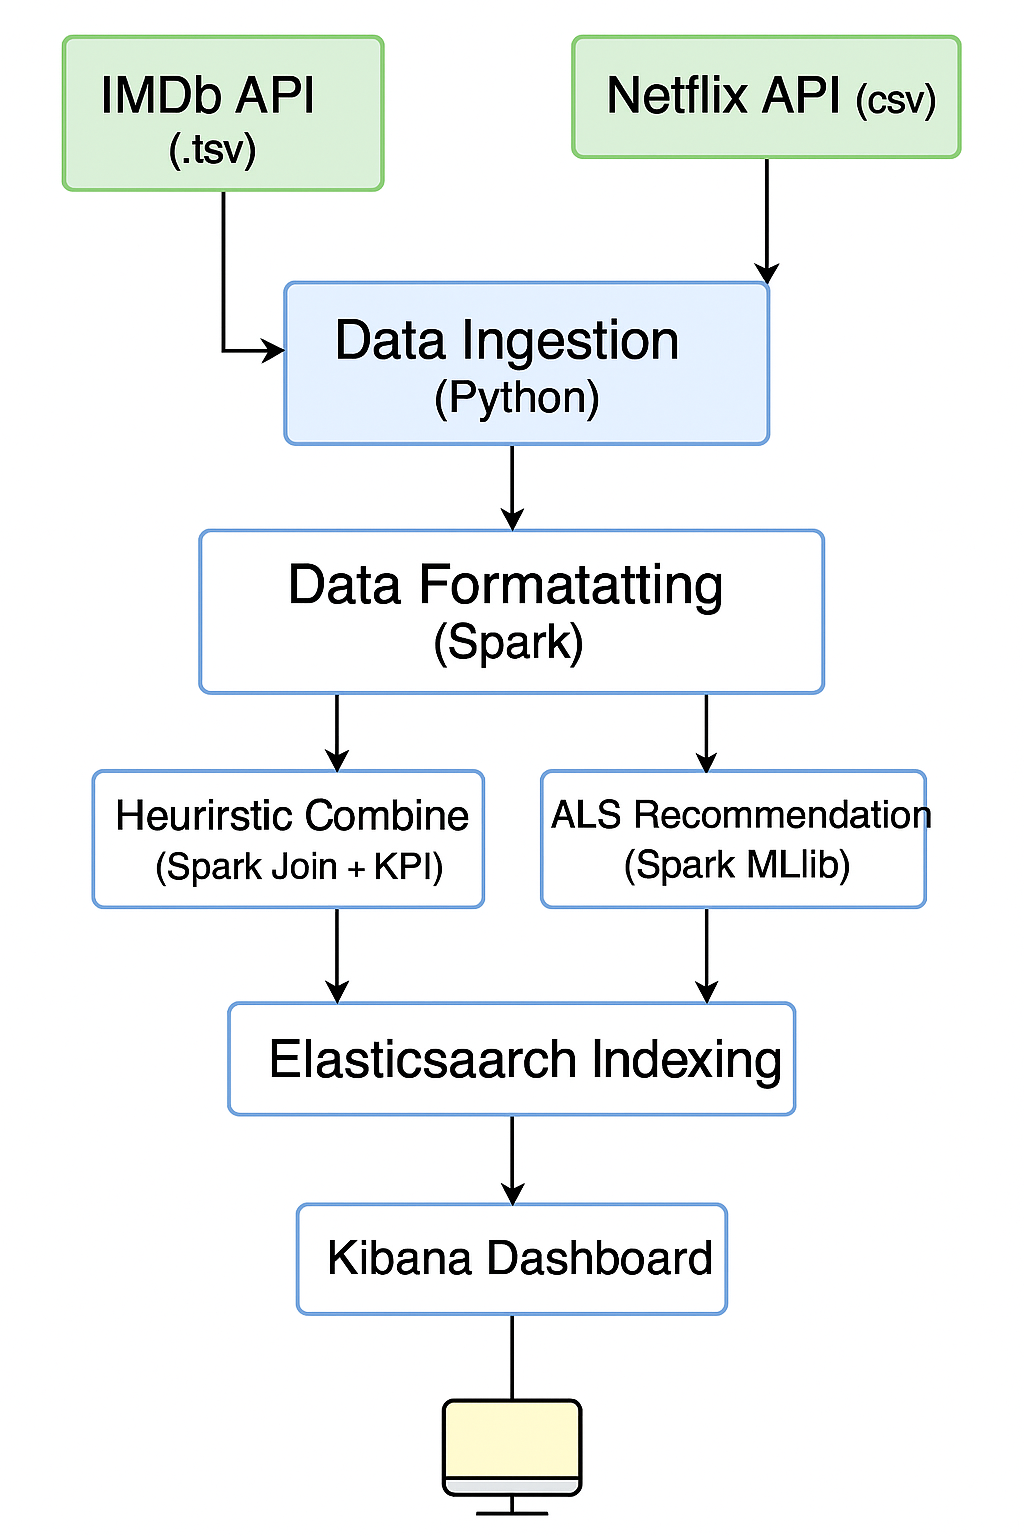 IMDb API
(.tsv)
Netflix API (csv)
Data Ingestion
(Python)
Data Formatatting
(Spark)
Heurirstic Combine
(Spark Join + KPI)
ALS Recommendation
(Spark MLlib)
Elasticsaarch Indexing
Kibana Dashboard